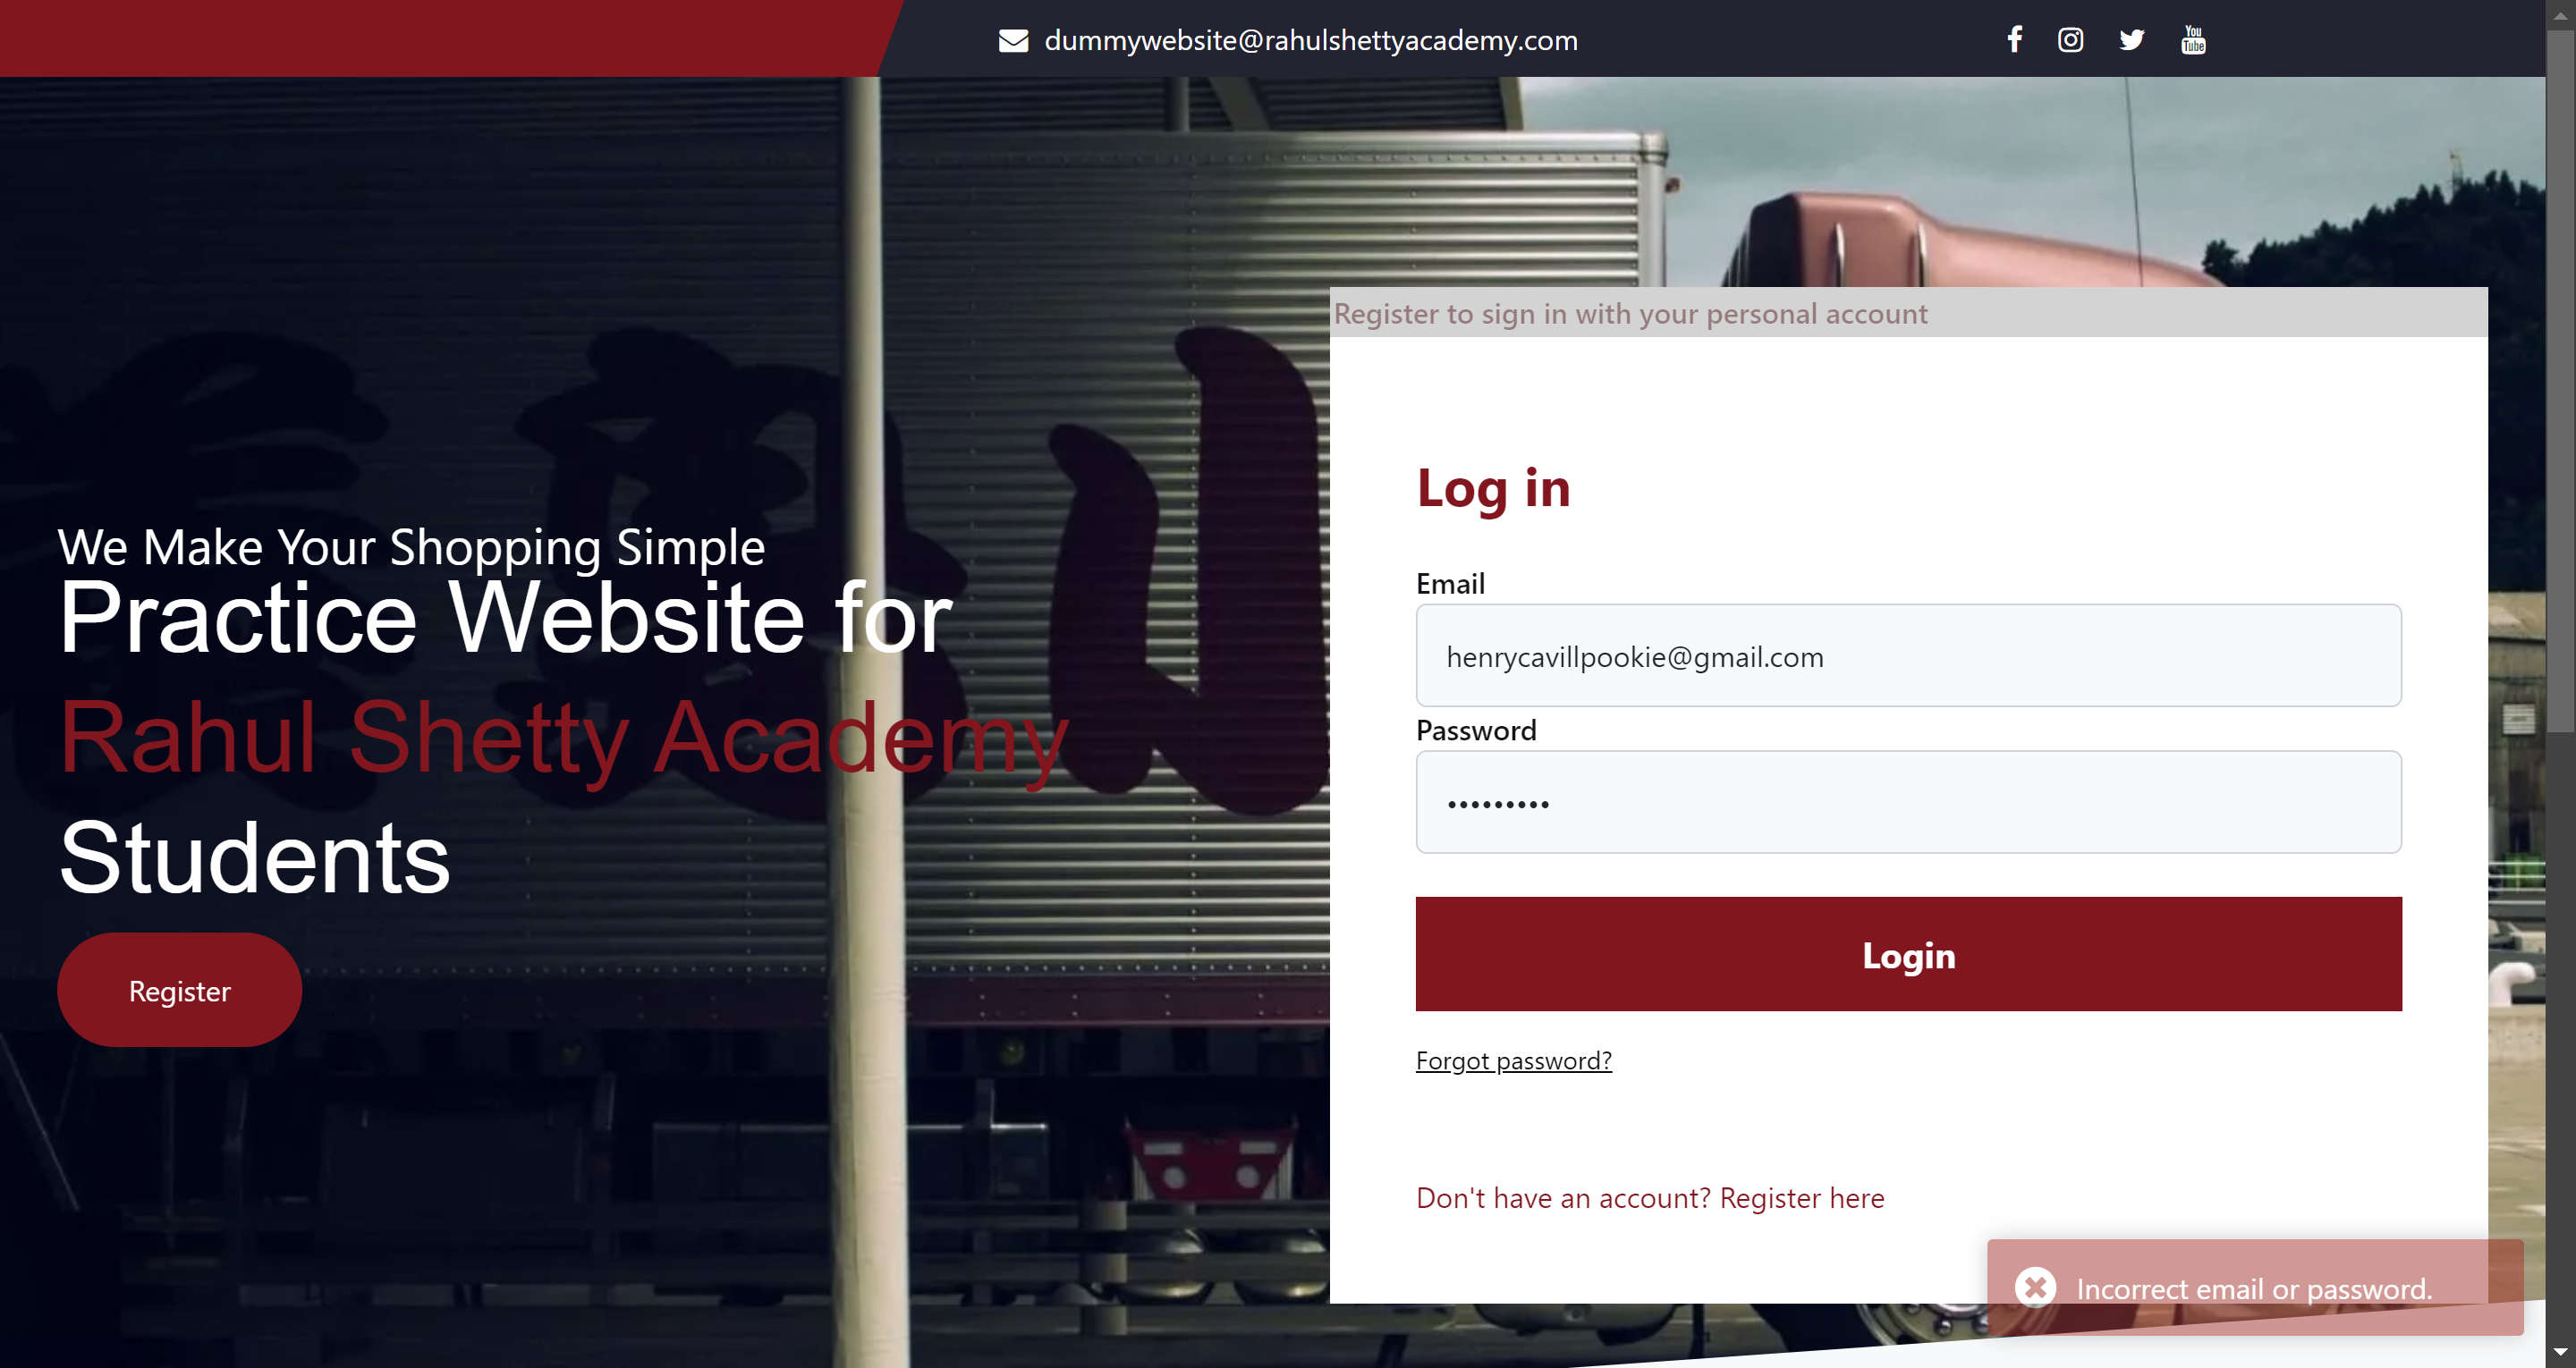 dummywebsite@rahulshettyacademy.com
You
Tube
Register to sign in with your personal account
We Make Your Shopping Simple
Practice Website for
Rahul Shetty Academy
Students
Register
Log in
Email
henrycavillpookie@gmail.com
Password
•••••••••
Login
Forgot password?
Don't have an account? Register here
Incorrect email or password.